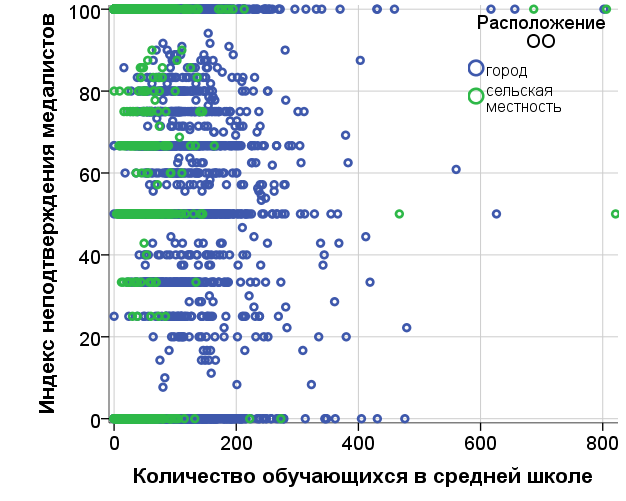 Индекс неподтверждения медалистов
100
80
60
40
20
0
Расположение
ОО
город
сельская
местность
0
200
400
600
800
Количество обучающихся в средней школе